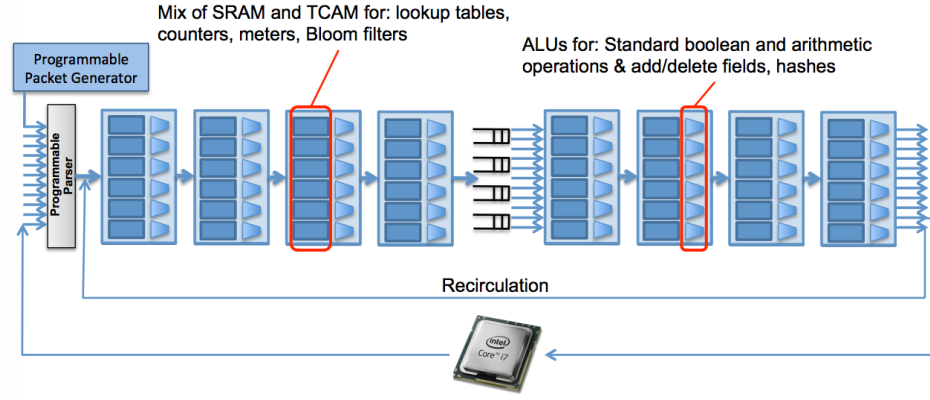 Mix of SRAM and TCAM for: lookup tables,
counters, meters, Bloom filters
ALUs for: Standard boolean and arithmetic
operations & add/delete fields, hashes
Programmable
Packet Generator
Programmable
Parser
Recirculation
intel
Core™ i7